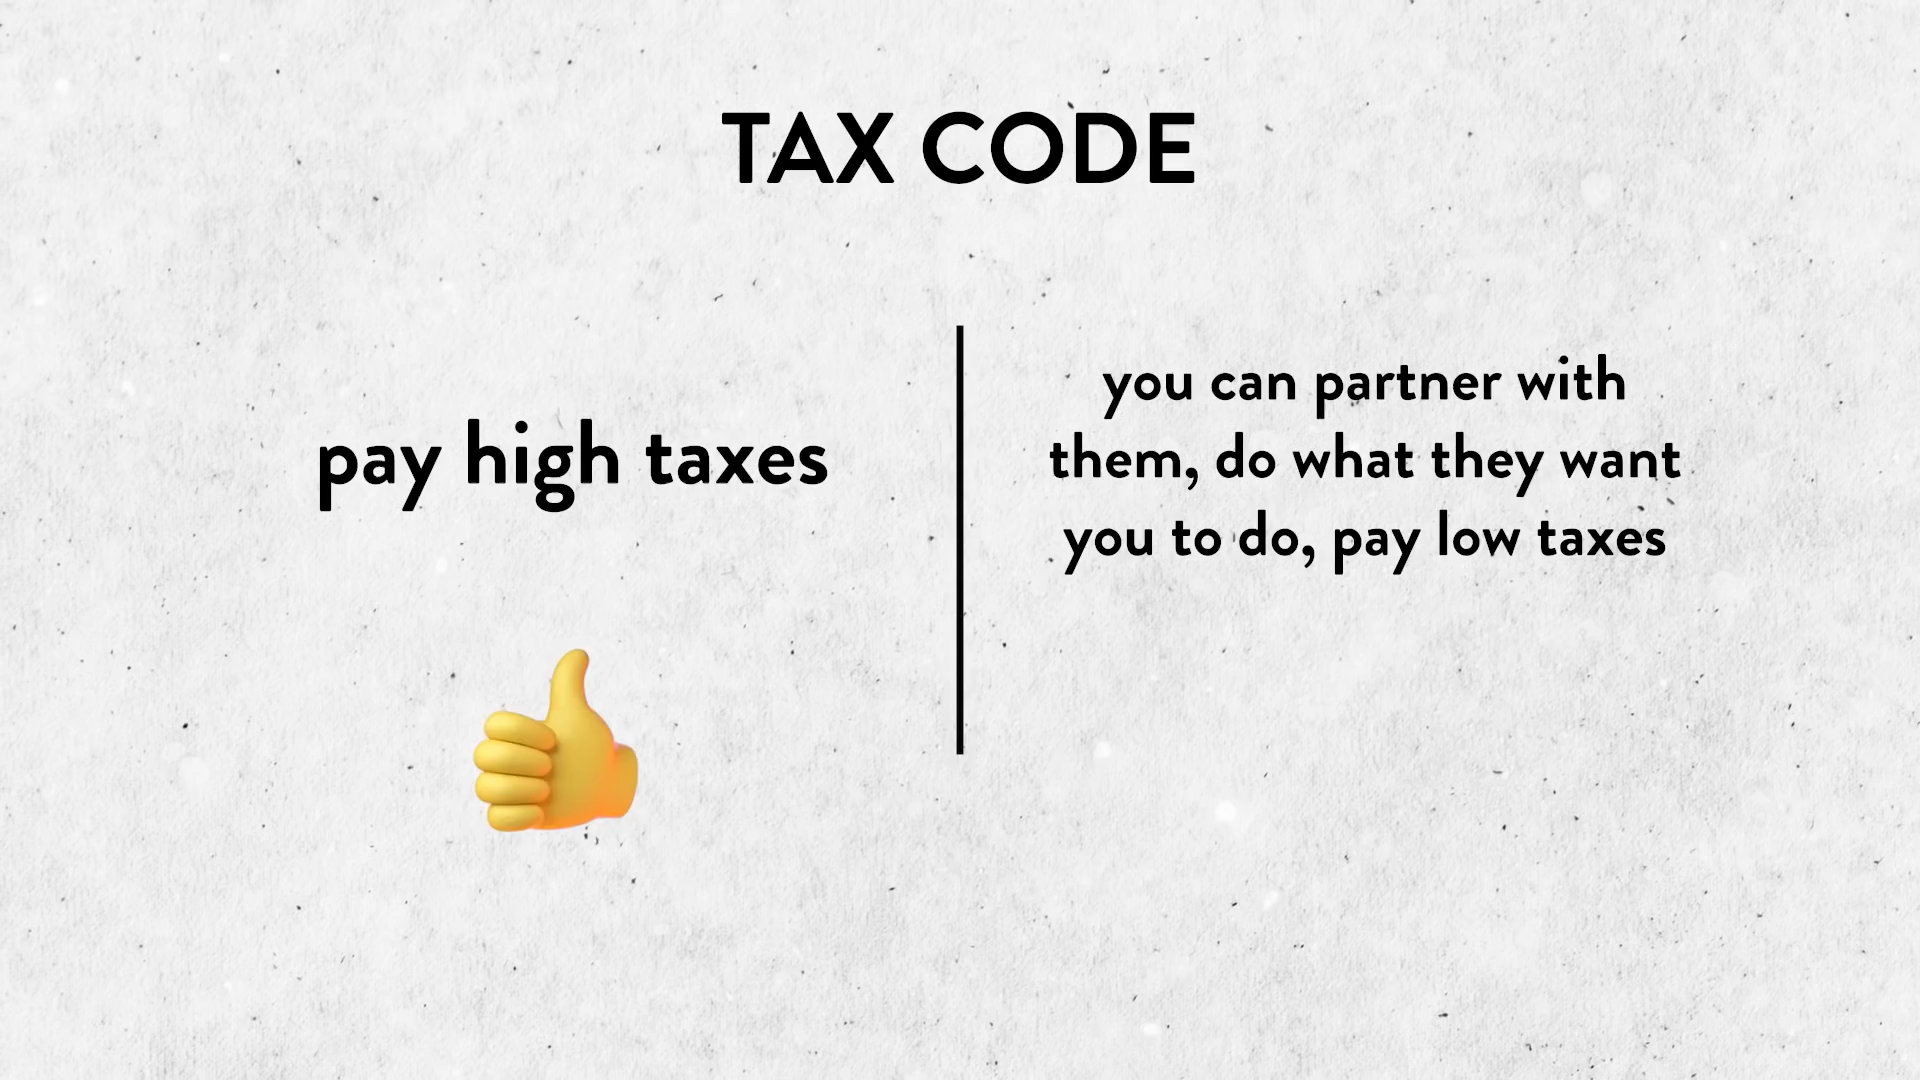 TAX CODE
pay high taxes
you can partner with
them, do what they want
you to do, pay low taxes